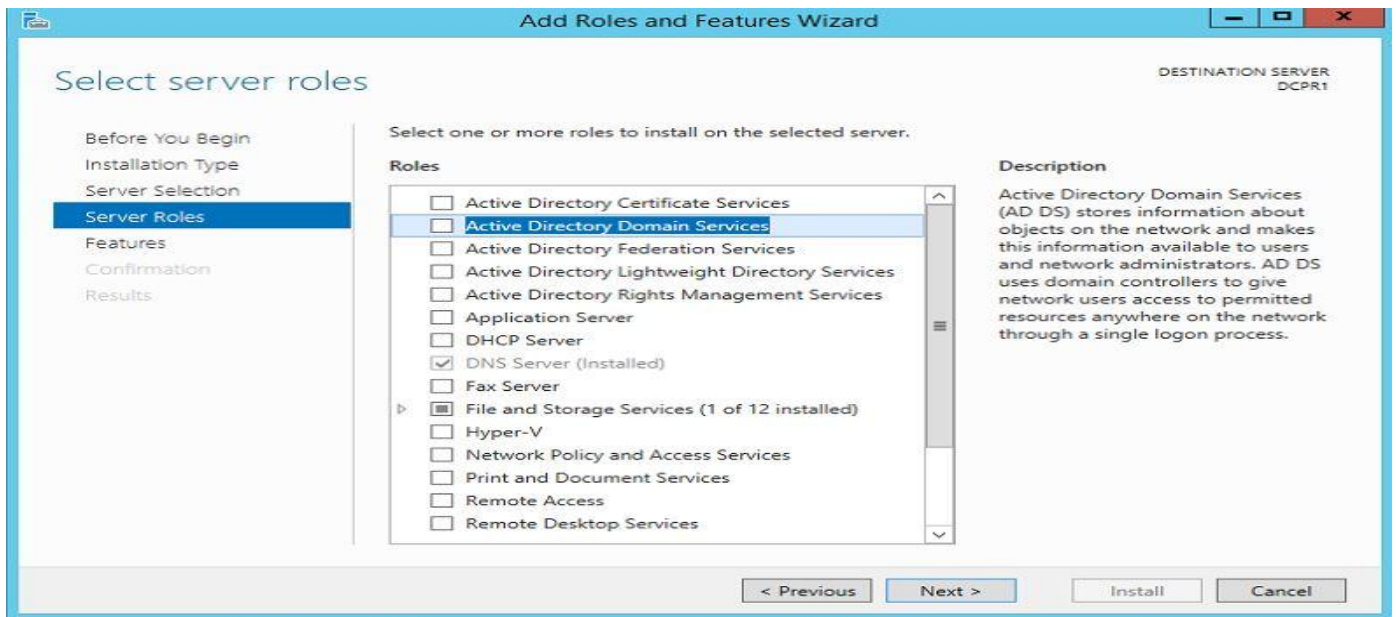 Add Roles and Features Wizard
Select server roles
DESTINATION SERVER
DCPR1
Before You Begin
Installation Type
Server Selection
Server Roles
Features
Confirmation
Results
Select one or more roles to install on the selected server.
Roles
Active Directory Certificate Services
Active Directory Domain Services
Active Directory Federation Services
Active Directory Lightweight Directory Services
Active Directory Rights Management Services
Application Server
DHCP Server
DNS Server (Installed)
Fax Server
File and Storage Services (1 of 12 installed)
Hyper-V
Network Policy and Access Services
Print and Document Services
Remote Access
Remote Desktop Services
Description
Active Directory Domain Services
(AD DS) stores information about
objects on the network and makes
this information available to users
and network administrators. AD DS
uses domain controllers to give
network users access to permitted
resources anywhere on the network
through a single logon process.
< Previous
Next >
Install
Cancel